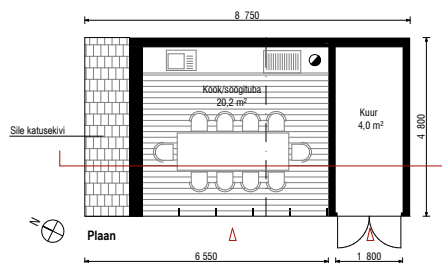 8 750
Köök/söögituba
20,2 m²
Kuur
4,0 m²
4 800
Sile katusekivi
N
Plaan
6 550
1 800